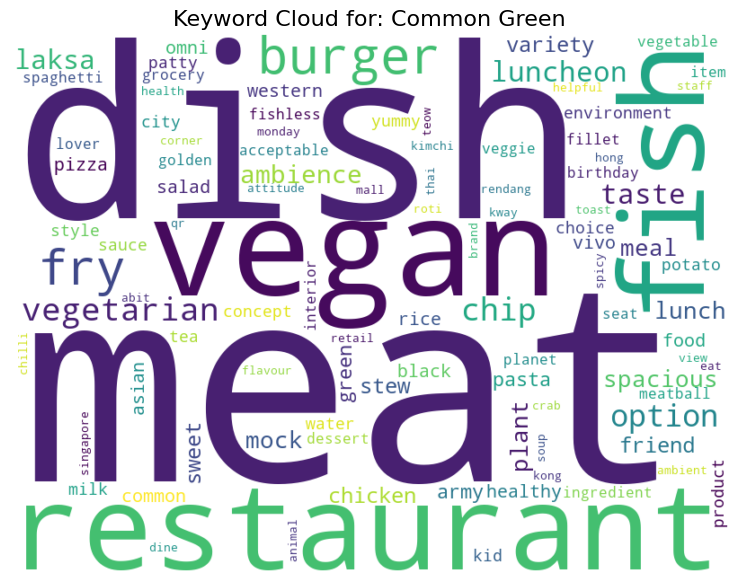 Keyword Cloud for: Common Green
laksa
omni
burger
variety
vegetable
spaghetti
patty
grocery
western
luncheon
item
staff
health
helpful
dish
fish
city
fishless
yummy
teow
environment
lover
corner
monday
kimchi
fillet
hong
pizza
golden
acceptable
veggie
birthday
salad
ambience
attitude
mall
thai
rendang
taste
style
qr
roti
kway
toast
sauce
vegan
brand
choice
vivo
meal
fry
spicy
potato
vegetarian
abit
concept
interior
chip
seat
lunch
rice
chilli
tea
retail
food
view
eat
meat
asian
flavour
green
stew
black
planet
pasta
spacious
meatball
singapore
sweet
mock
water
dessert
plant
crab
soup
option
friend
milk
common
chicken
army
healthy
kong
ingredient
ambient
product
restaurant
dine
animal
kid